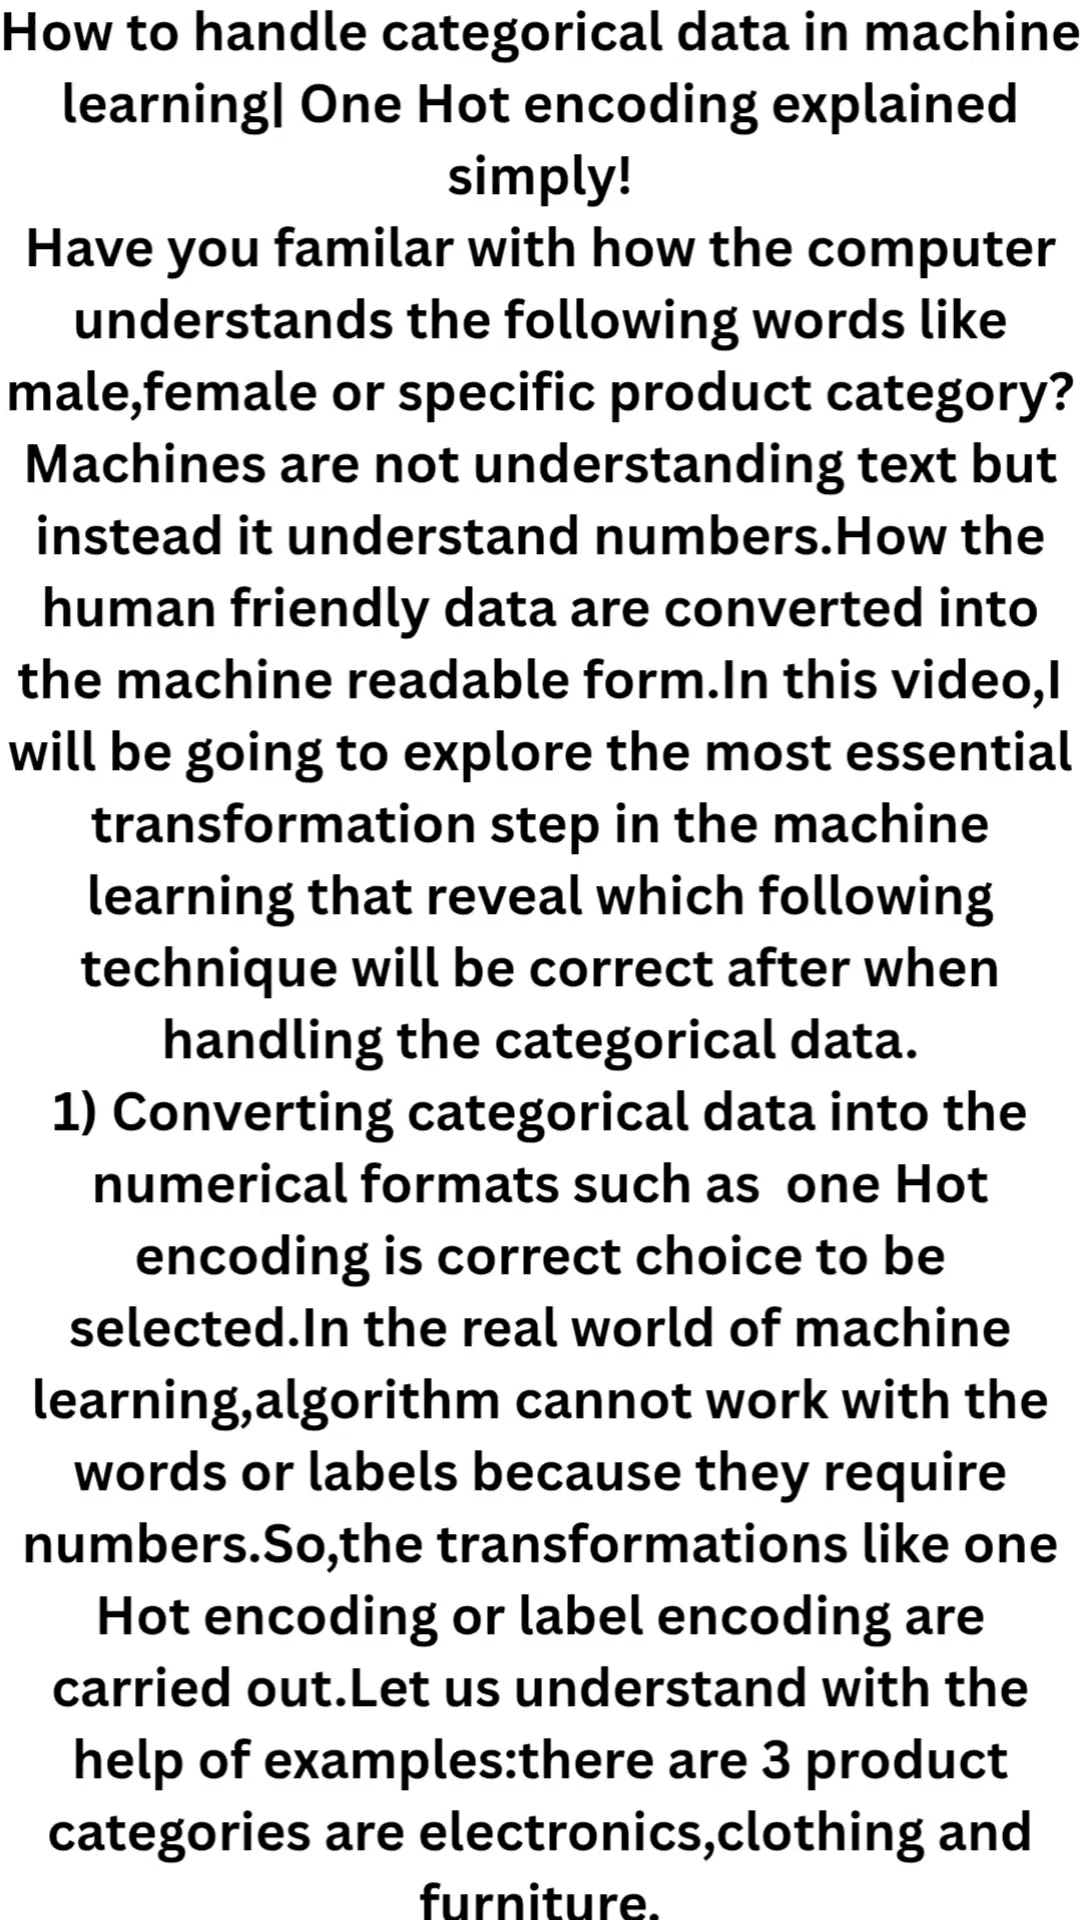 How to handle categorical data in machine
learning| One Hot encoding explained
simply!
Have you familar with how the computer
understands the following words like
male,female or specific product category?
Machines are not understanding text but
instead it understand numbers.How the
human friendly data are converted into
the machine readable form.In this video,I
will be going to explore the most essential
transformation step in the machine
learning that reveal which following
technique will be correct after when
handling the categorical data.
1) Converting categorical data into the
numerical formats such as  one Hot
encoding is correct choice to be
selected.In the real world of machine
learning,algorithm cannot work with the
words or labels because they require
numbers.So,the transformations like one
Hot encoding or label encoding are
carried out.Let us understand with the
help of examples:there are 3 product
categories are electronics,clothing and
furniture.